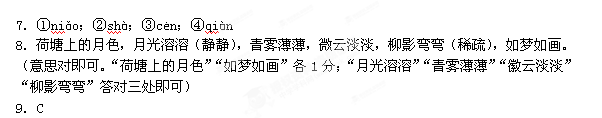 7. ①niǎo；②shà；③cén；④qiàn
8. 荷塘上的月色，月光溶溶（静静），青雾薄薄，微云淡淡，柳影弯弯（稀疏），如梦如画。
（意思对即可。“荷塘上的月色”“如梦如画”各 1 分；“月光溶溶”“青雾薄薄”“徽云淡淡”
“柳影弯弯”答对三处即可）
9. C